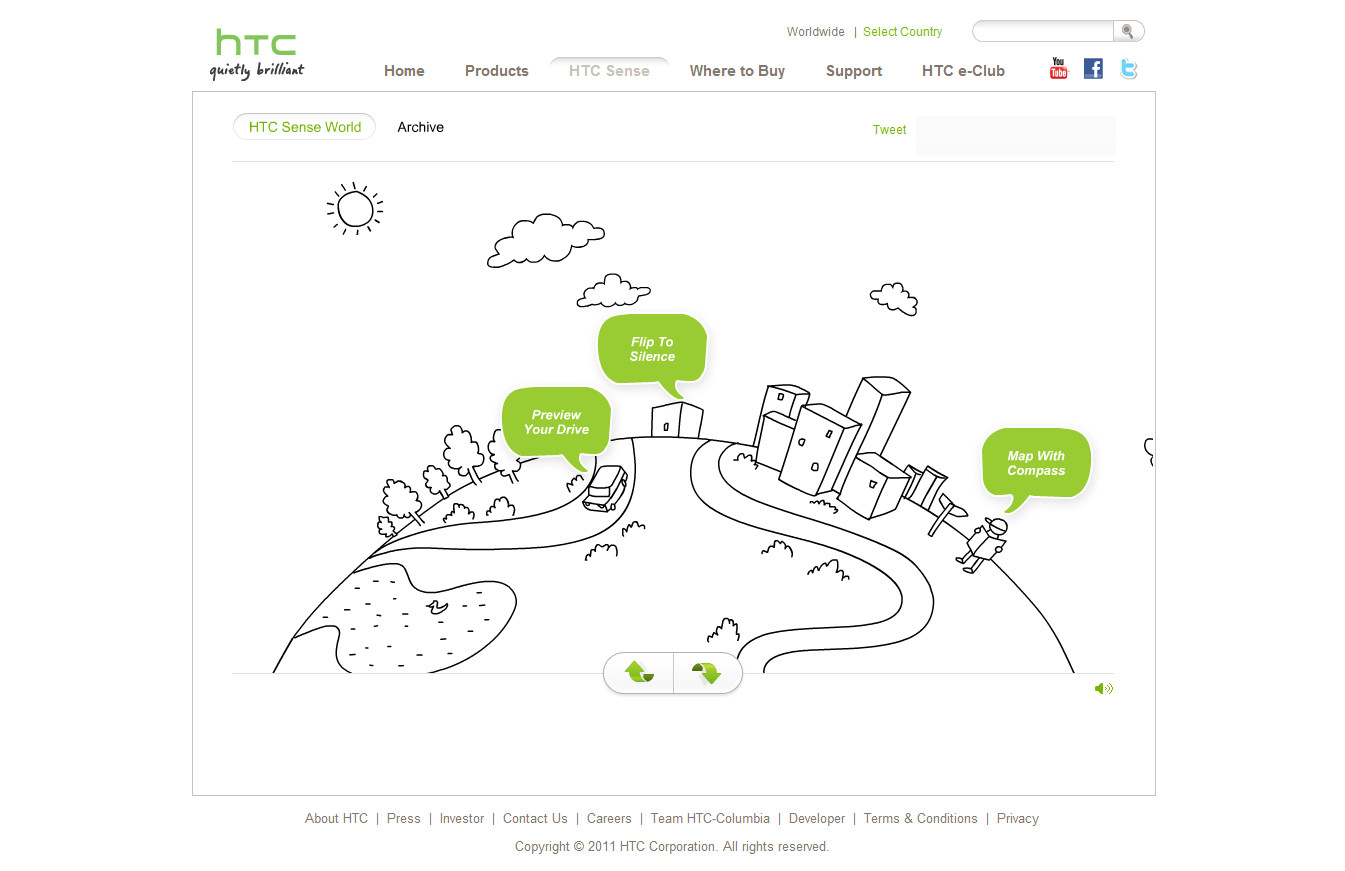 hTC
quietly brilliant
Worldwide | Select Country
Home Products HTC Sense Where to Buy Support HTC e-Club You Tube f
HTC Sense World Archive Tweet
Flip To
Silence
Preview
Your Drive
Map With
Compass
About HTC | Press | Investor | Contact Us | Careers | Team HTC-Columbia | Developer | Terms & Conditions | Privacy
Copyright © 2011 HTC Corporation. All rights reserved.